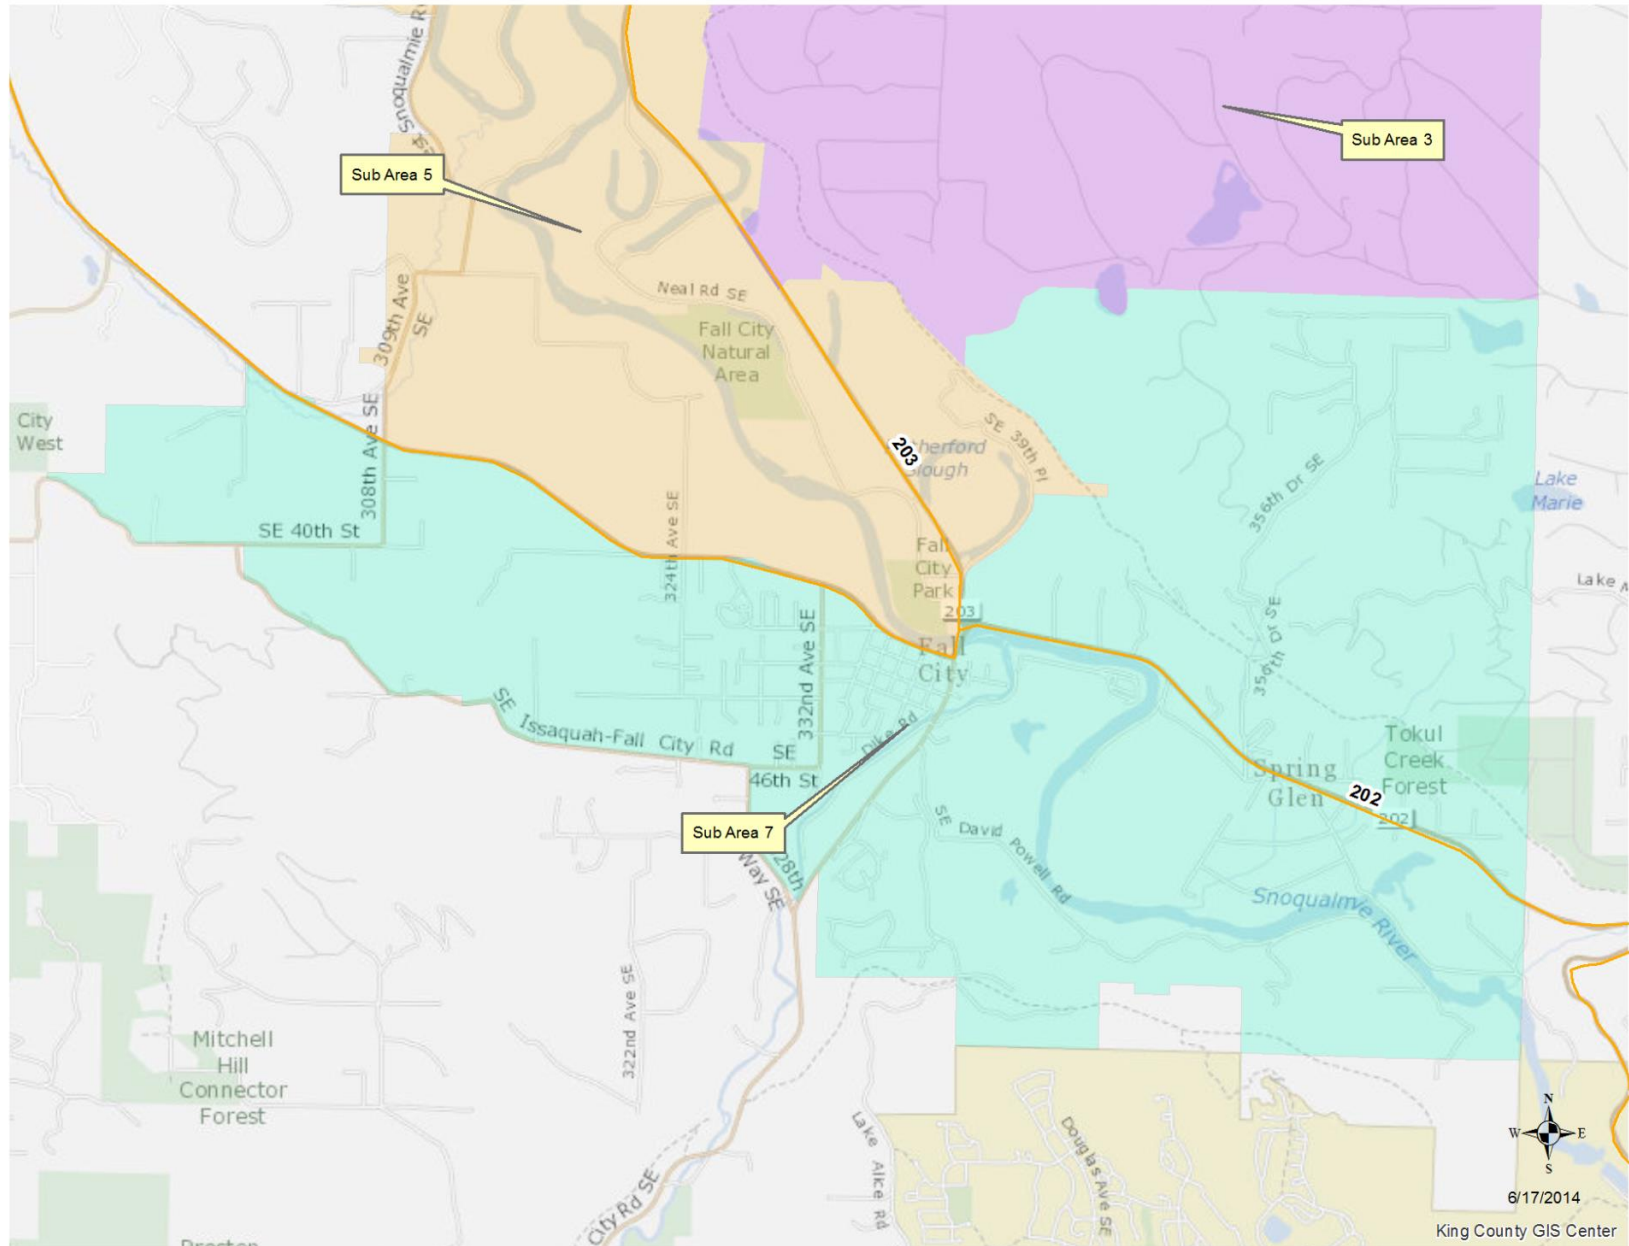 est Snoqualmie R
Sub Area 3
Sub Area 5
Neal Rd SE
309th Ave
SE
Fall City
Natural
Area
City
West
308th Ave SE
SE 39th Pl
203
herford
lough
Lake
Marie
356th Dr SE
SE 40th St
324th Ave SE
Fall
City
Park
Lake
203
356th Dr SE
332nd Ave SE
Fall
City
SE Issaquah-Fall City Rd
Dike Rd
SE
46th St
Tokul
Creek
Forest
Spring
Glen
202
202
Sub Area 7
SE David Powell Rd
28th
Way SE
Snoqualmie River
322nd Ave SE
Mitchell
Hill
Connector
Forest
Lake Alice Rd
Douglas Ave SE
N
W
E
S
City Rd SE
6/17/2014
King County GIS Center